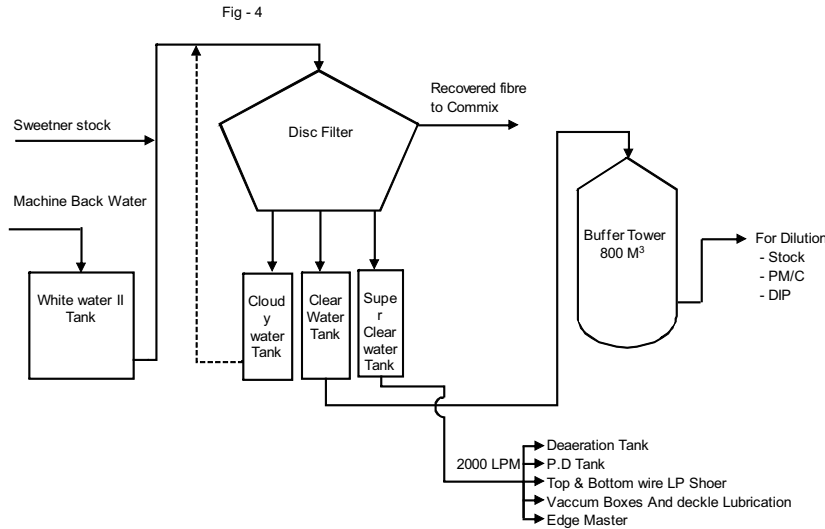 Fig - 4
Recovered fibre
to Commix
Sweetner stock
Disc Filter
Machine Back Water
White water II
Tank
Cloud
y
water
Tank
Clear
Water
Tank
Supe
r
Clear
water
Tank
Buffer Tower
800 M³
For Dilution
- Stock
- PM/C
- DIP
2000 LPM
Deaeration Tank
P.D Tank
Top & Bottom wire LP Shoer
Vaccum Boxes And deckle Lubrication
Edge Master